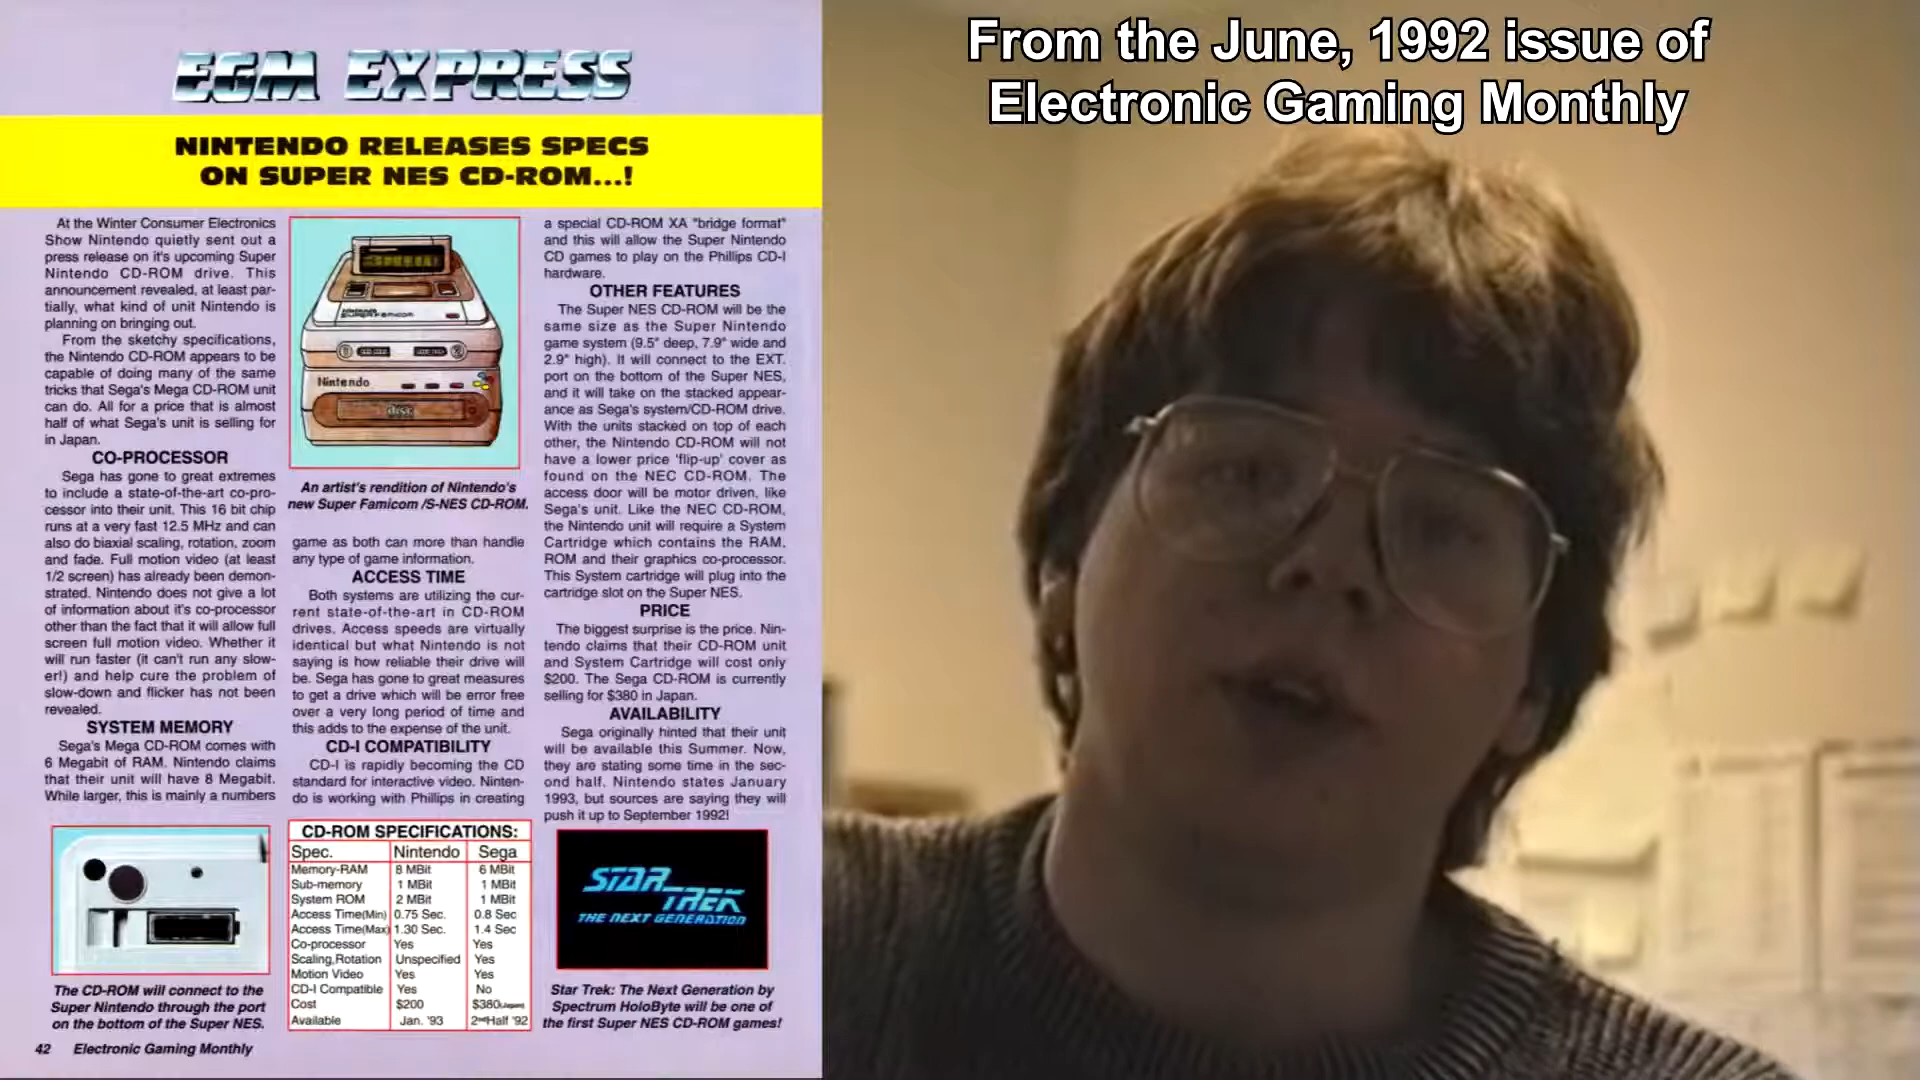 From the June, 1992 issue of
Electronic Gaming Monthly
EGM EXPRESS
NINTENDO RELEASES SPECS
ON SUPER NES CD-ROM...!
At the Winter Consumer Electronics
Show Nintendo quietly sent out a
press release on it's upcoming Super
Nintendo CD-ROM drive. This
announcement revealed, at least par-
tially, what kind of unit Nintendo is
planning on bringing out.
From the sketchy specifications,
the Nintendo CD-ROM appears to be
capable of doing many of the same
tricks that Sega's Mega CD-ROM unit
can do. All for a price that is almost
half of what Sega's unit is selling for
in Japan.
CO-PROCESSOR
Sega has gone to great extremes
to include a state-of-the-art co-pro-
cessor into their unit. This 16 bit chip
runs at a very fast 12.5 MHz and can
also do biaxial scaling, rotation, zoom
and fade. Full motion video (at least
1/2 screen) has already been demon-
strated. Nintendo does not give a lot
of information about it's co-processor
other than the fact that it will allow full
screen full motion video. Whether it
will run faster (it can't run any slow-
er!) and help cure the problem of
slow-down and flicker has not been
revealed.
SYSTEM MEMORY
Sega's Mega CD-ROM comes with
6 Megabit of RAM. Nintendo claims
that their unit will have 8 Megabit.
While larger, this is mainly a numbers
The CD-ROM will connect to the
Super Nintendo through the port
on the bottom of the Super NES.
42 Electronic Gaming Monthly
NINTENDO
SUPER FAMICOM
Nintendo
An artist's rendition of Nintendo's
new Super Famicom /S-NES CD-ROM.
game as both can more than handle
any type of game information.
ACCESS TIME
Both systems are utilizing the cur-
rent state-of-the-art in CD-ROM
drives. Access speeds are virtually
identical but what Nintendo is not
saying is how reliable their drive will
be. Sega has gone to great measures
to get a drive which will be error free
over a very long period of time and
this adds to the expense of the unit.
CD-I COMPATIBILITY
CD-I is rapidly becoming the CD
standard for interactive video. Ninten-
do is working with Phillips in creating
CD-ROM SPECIFICATIONS:
Spec. Nintendo Sega
Memory-RAM 8 MBit 6 MBit
Sub-memory 1 MBit 1 MBit
System ROM 2 MBit 1 MBit
Access Time(Min) 0.75 Sec. 0.8 Sec
Access Time(Max) 1.30 Sec. 1.4 Sec
Co-processor Yes Yes
Scaling,Rotation Unspecified Yes
Motion Video Yes Yes
CD-I Compatible Yes No
Cost $200 $380(Japan)
Available Jan. '93 2nd Half '92
a special CD-ROM XA "bridge format"
and this will allow the Super Nintendo
CD games to play on the Phillips CD-I
hardware.
OTHER FEATURES
The Super NES CD-ROM will be the
same size as the Super Nintendo
game system (9.5" deep, 7.9" wide and
2.9" high). It will connect to the EXT.
port on the bottom of the Super NES,
and it will take on the stacked appear-
ance as Sega's system/CD-ROM drive.
With the units stacked on top of each
other, the Nintendo CD-ROM will not
have a lower price 'flip-up' cover as
found on the NEC CD-ROM. The
access door will be motor driven, like
Sega's unit. Like the NEC CD-ROM,
the Nintendo unit will require a System
Cartridge which contains the RAM,
ROM and their graphics co-processor.
This System cartridge will plug into the
cartridge slot on the Super NES.
PRICE
The biggest surprise is the price. Nin-
tendo claims that their CD-ROM unit
and System Cartridge will cost only
$200. The Sega CD-ROM is currently
selling for $380 in Japan.
AVAILABILITY
Sega originally hinted that their unit
will be available this Summer. Now,
they are stating some time in the sec-
ond half. Nintendo states January
1993, but sources are saying they will
push it up to September 1992!
STAR TREK
THE NEXT GENERATION
Star Trek: The Next Generation by
Spectrum HoloByte will be one of
the first Super NES CD-ROM games!